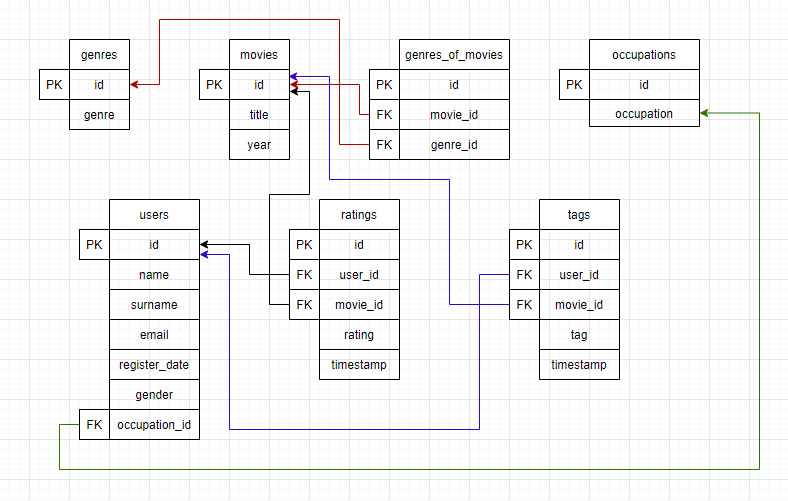 genres
PK id
genre
movies
PK id
title
year
genres_of_movies
PK id
FK movie_id
FK genre_id
occupations
PK id
occupation
users
PK id
name
surname
email
register_date
gender
FK occupation_id
ratings
PK id
FK user_id
FK movie_id
rating
timestamp
tags
PK id
FK user_id
FK movie_id
tag
timestamp